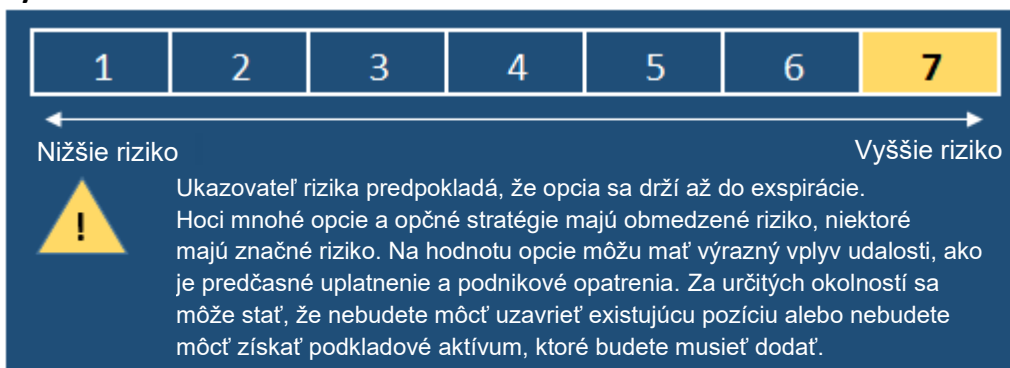 1 2 3 4 5 6 7
Nižšie riziko Vyššie riziko
!
Ukazovateľ rizika predpokladá, že opcia sa drží až do exspirácie.
Hoci mnohé opcie a opčné stratégie majú obmedzené riziko, niektoré
majú značné riziko. Na hodnotu opcie môžu mať výrazný vplyv udalosti, ako
je predčasné uplatnenie a podnikové opatrenia. Za určitých okolností sa
môže stať, že nebudete môcť uzavrieť existujúcu pozíciu alebo nebudete
môcť získať podkladové aktívum, ktoré budete musieť dodať.